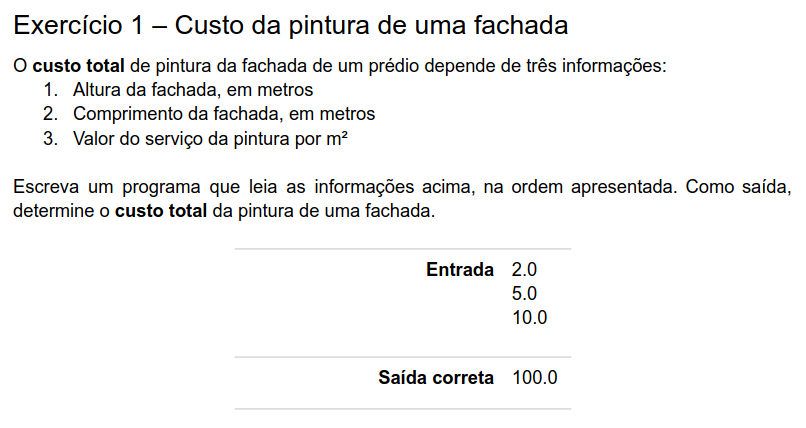 Exercício 1 – Custo da pintura de uma fachada
O custo total de pintura da fachada de um prédio depende de três informações:
1. Altura da fachada, em metros
2. Comprimento da fachada, em metros
3. Valor do serviço da pintura por m²
Escreva um programa que leia as informações acima, na ordem apresentada. Como saída,
determine o custo total da pintura de uma fachada.
Entrada 2.0
5.0
10.0
Saída correta 100.0